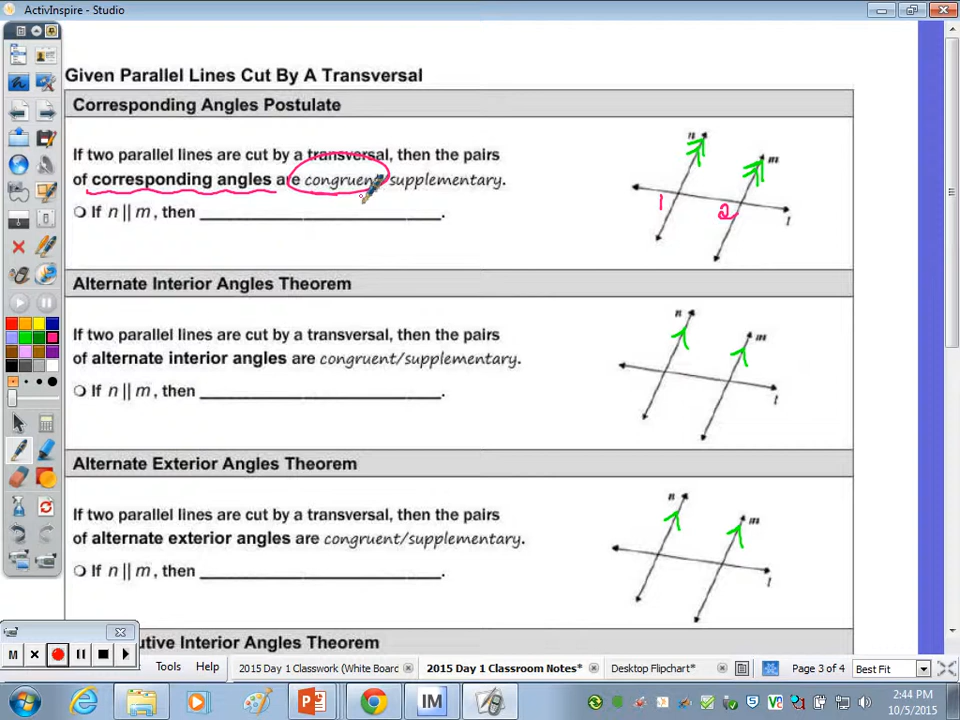 ActivInspire - Studio
Given Parallel Lines Cut By A Transversal
Corresponding Angles Postulate
If two parallel lines are cut by a transversal, then the pairs
of corresponding angles are congruent/supplementary.
If n || m, then ____________________.
n
m
1
2
l
Alternate Interior Angles Theorem
If two parallel lines are cut by a transversal, then the pairs
of alternate interior angles are congruent/supplementary.
If n || m, then ____________________.
n
m
l
Alternate Exterior Angles Theorem
If two parallel lines are cut by a transversal, then the pairs
of alternate exterior angles are congruent/supplementary.
If n || m, then ____________________.
n
m
l
utive Interior Angles Theorem
M
Tools Help 2015 Day 1 Classwork (White Boarc 2015 Day 1 Classroom Notes* Desktop Flipchart* Page 3 of 4 Best Fit
IM
2:44 PM
10/5/2015